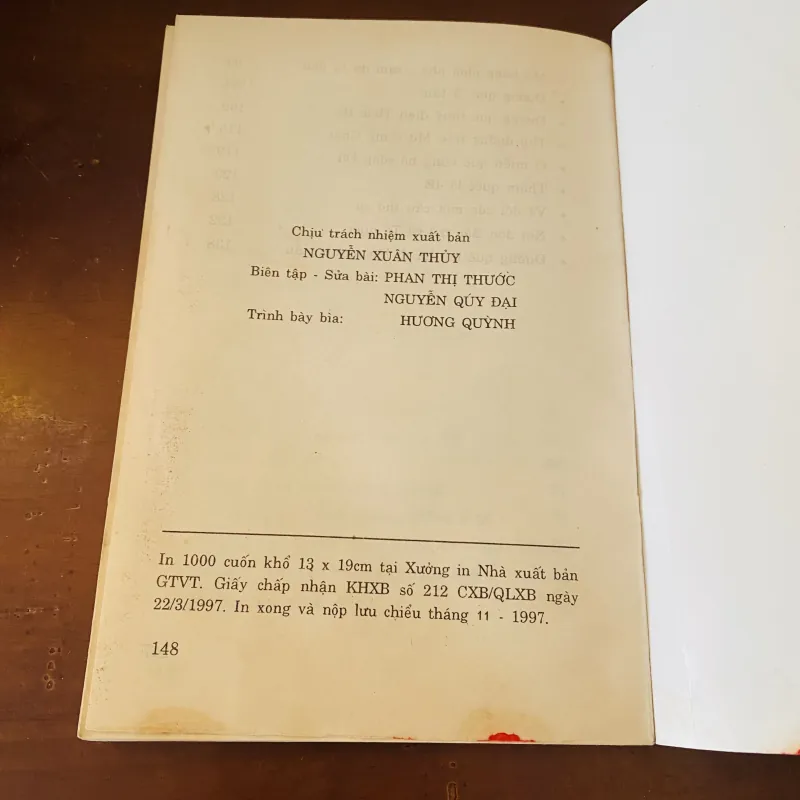 Chịu trách nhiệm xuất bản
NGUYỄN XUÂN THỦY
Biên tập - Sửa bài: PHAN THỊ THƯỚC
NGUYỄN QÚY ĐẠI
Trình bày bìa: HƯƠNG QUỲNH
In 1000 cuốn khổ 13 x 19cm tại Xưởng in Nhà xuất bản
GTVT. Giấy chấp nhận KHXB số 212 CXB/QLXB ngày
22/3/1997. In xong và nộp lưu chiểu tháng 11 - 1997.
148